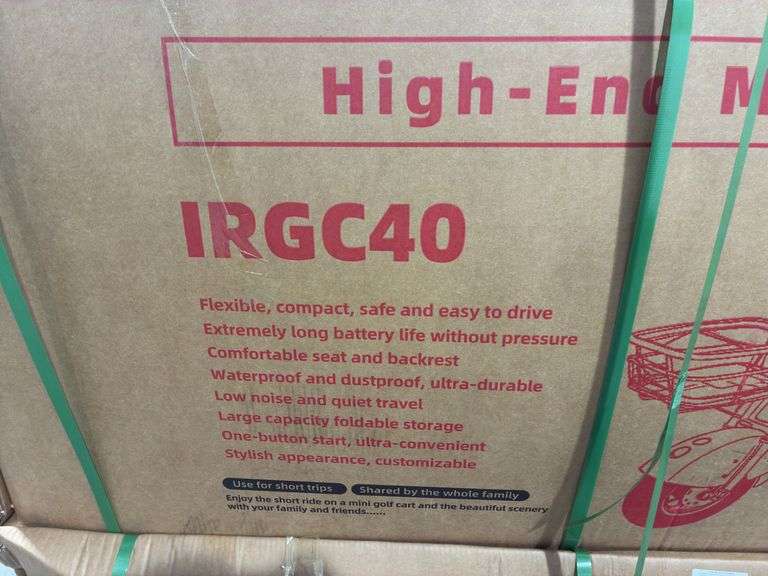 High-End M
IRGC40
Flexible, compact, safe and easy to drive
Extremely long battery life without pressure
Comfortable seat and backrest
Waterproof and dustproof, ultra-durable
Low noise and quiet travel
Large capacity foldable storage
One-button start, ultra-convenient
Stylish appearance, customizable
Use for short trips Shared by the whole family
Enjoy the short ride on a mini golf cart and the beautiful scenery
with your family and friends......